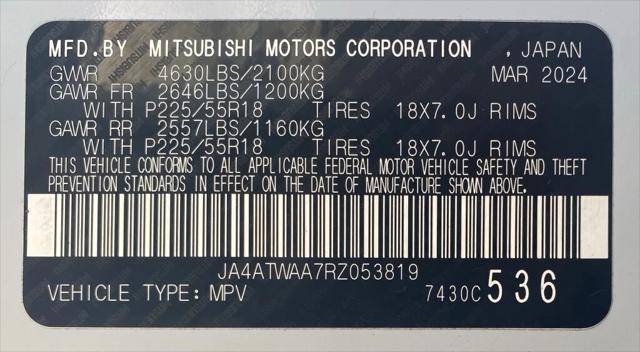 MFD.BY MITSUBISHI MOTORS CORPORATION , JAPAN
GVWR 4630LBS/2100KG MAR 2024
GAWR FR 2646LBS/1200KG
WITH P225/55R18 TIRES 18X7.0J RIMS
GAWR RR 2557LBS/1160KG
WITH P225/55R18 TIRES 18X7.0J RIMS
THIS VEHICLE CONFORMS TO ALL APPLICABLE FEDERAL MOTOR VEHICLE SAFETY AND THEFT
PREVENTION STANDARDS IN EFFECT ON THE DATE OF MANUFACTURE SHOWN ABOVE.
JA4ATWAA7RZ053819
VEHICLE TYPE: MPV 7430C 536